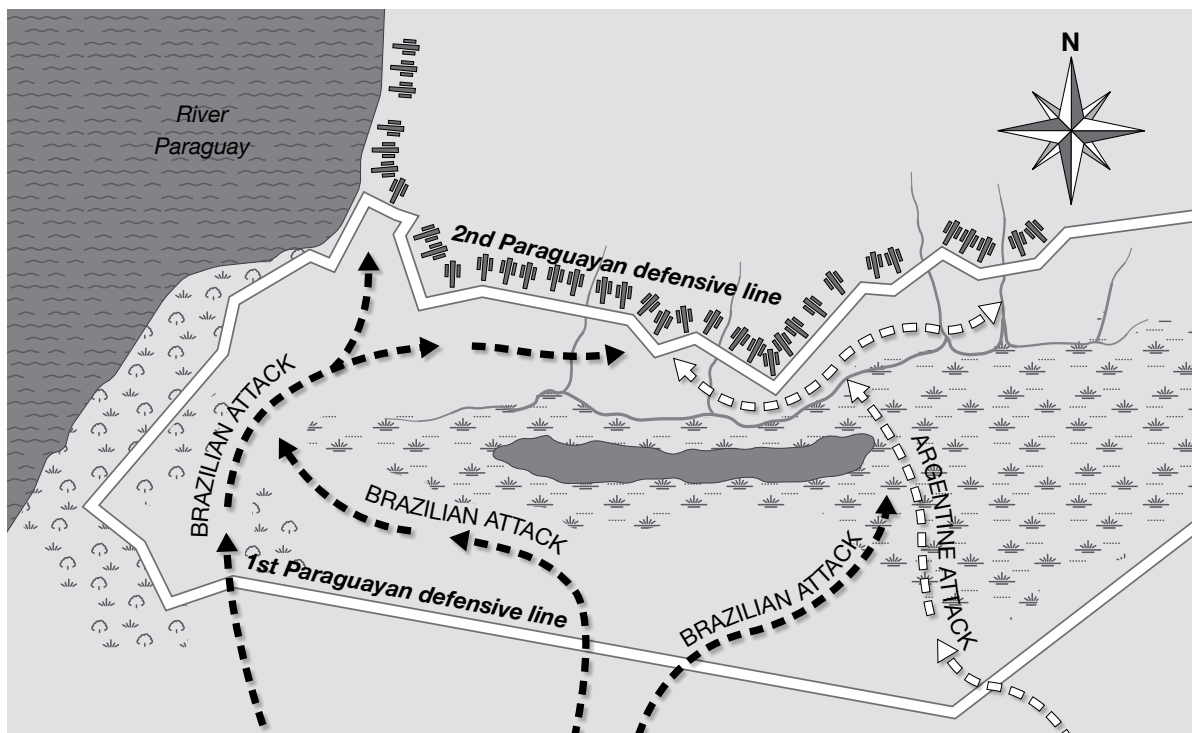 N
River
Paraguay
2nd Paraguayan defensive line
BRAZILIAN ATTACK
BRAZILIAN ATTACK
ARGENTINE ATTACK
BRAZILIAN ATTACK
1st Paraguayan defensive line